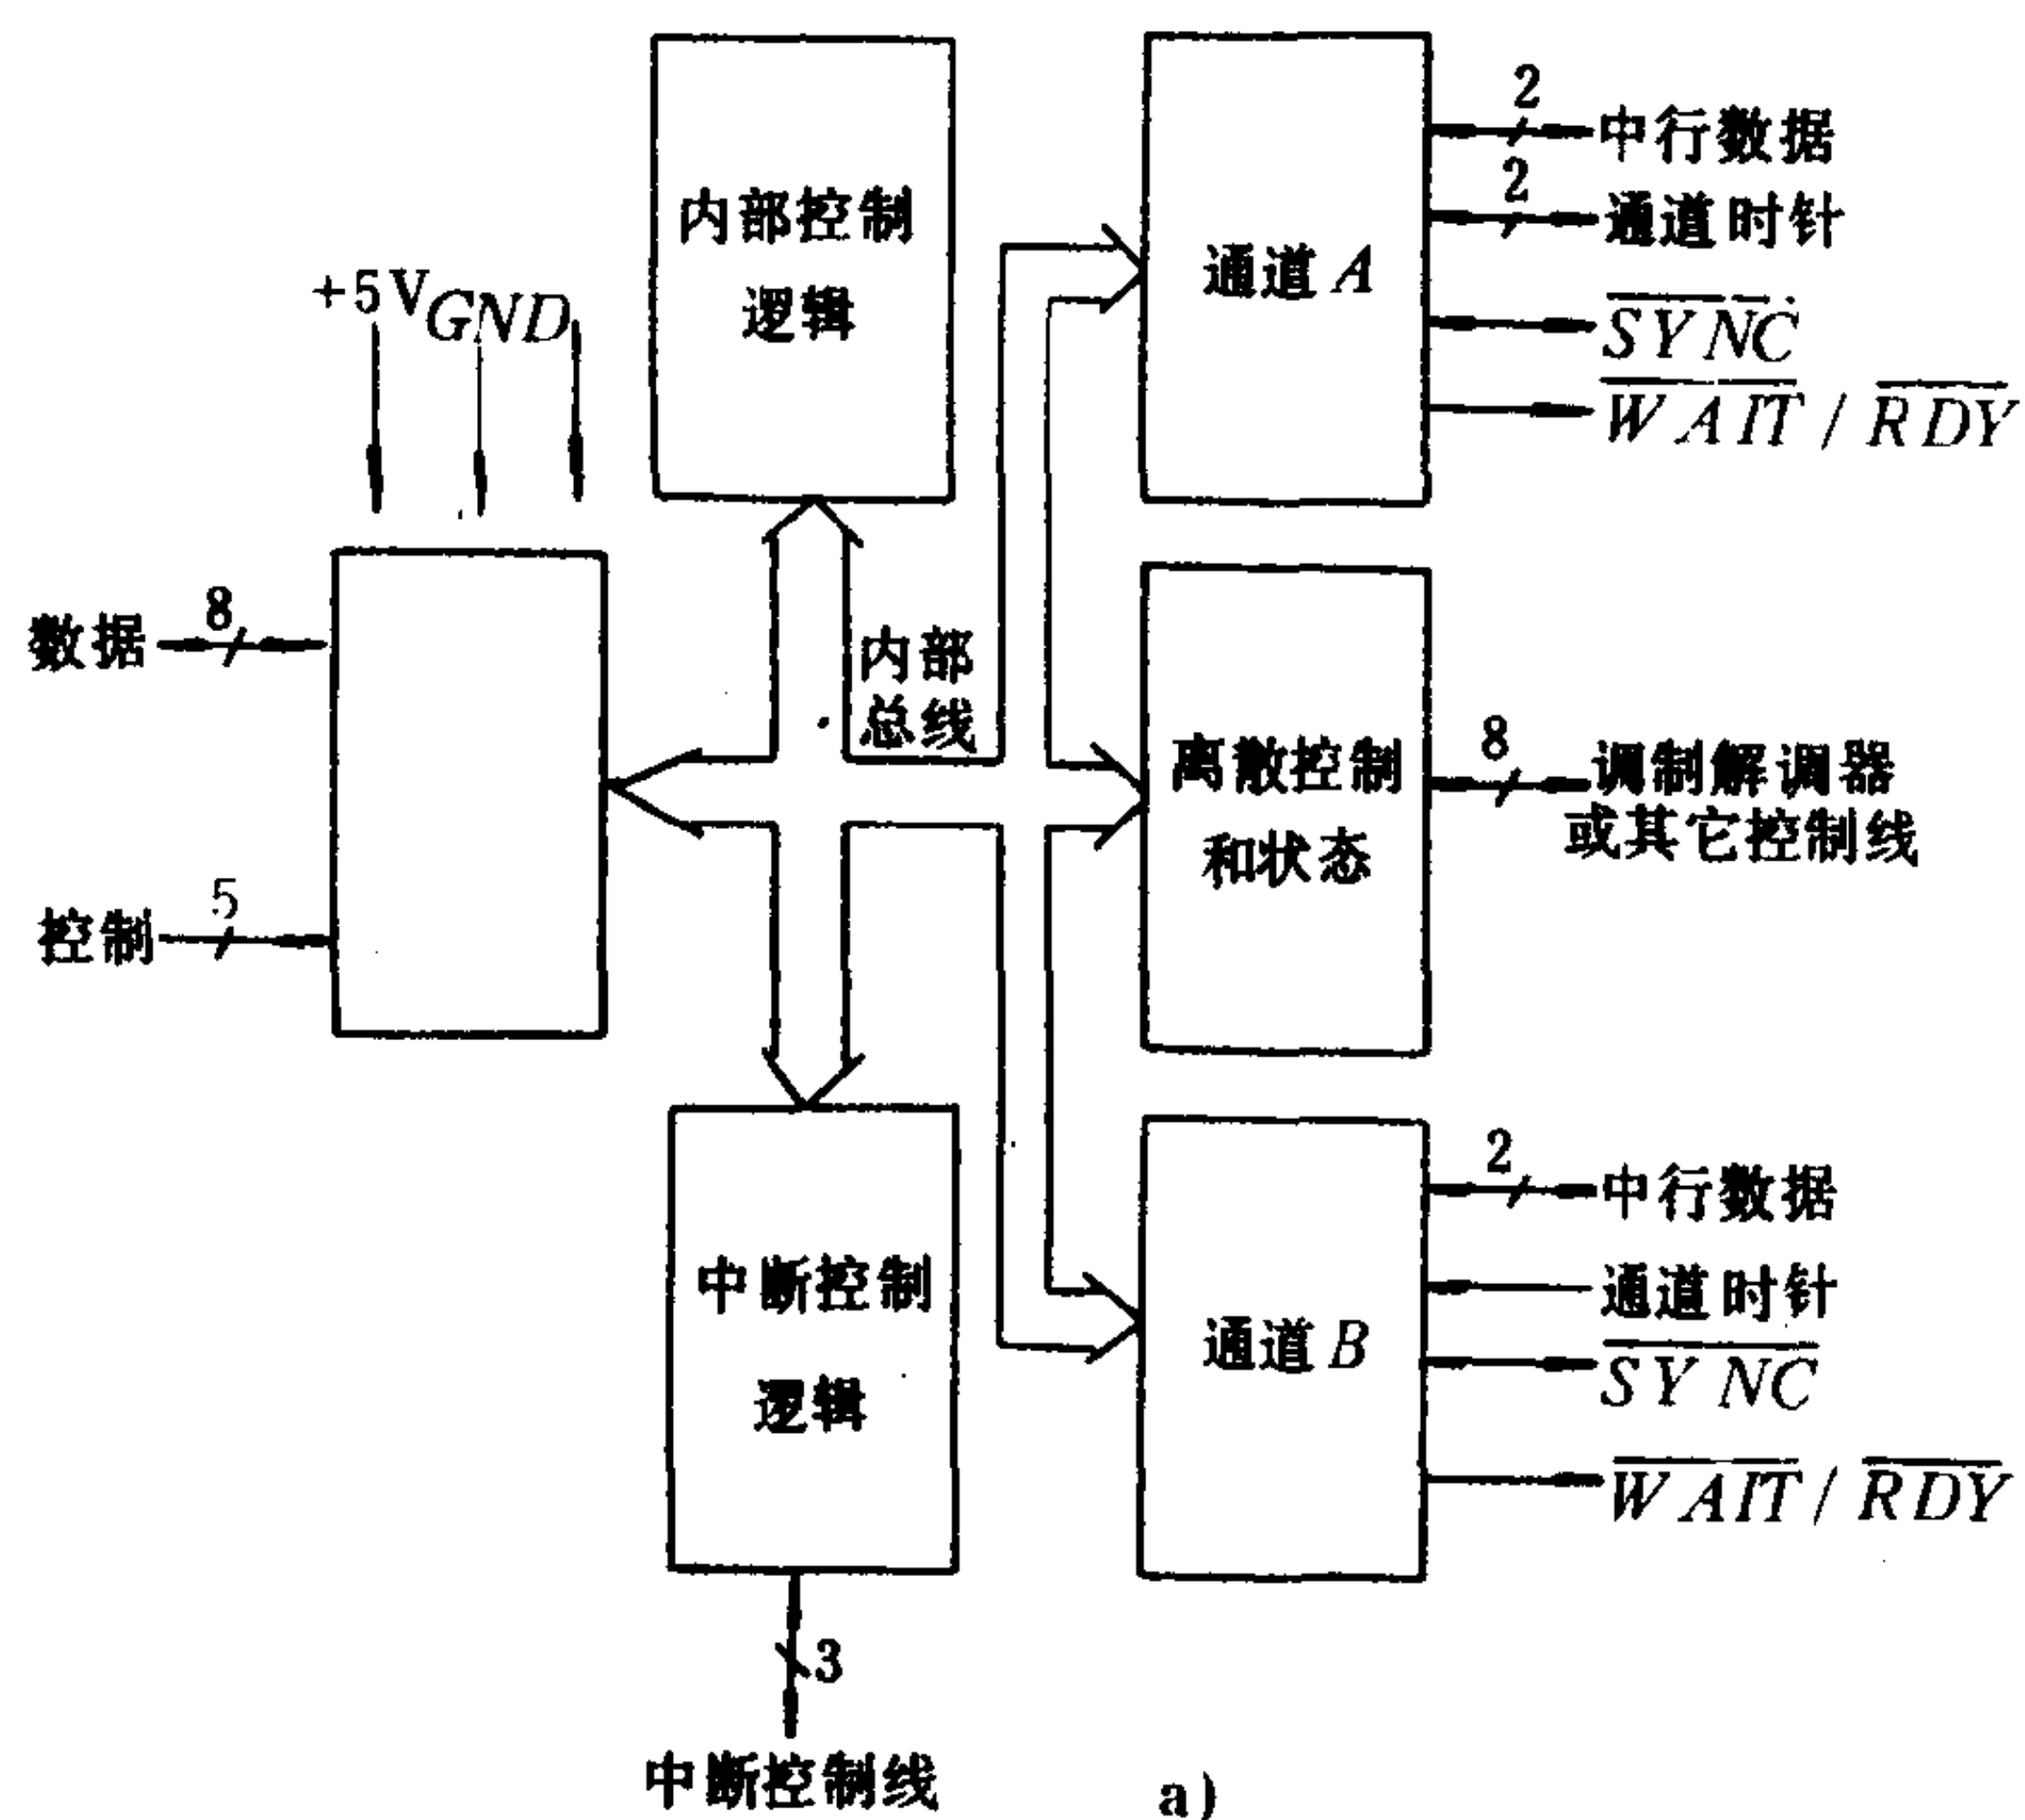 内部控制
逻辑
+5V
GND
数据
8
控制
5
内部
总线
通道A
2
中行数据
2
通道时针
SYNC
WAIT / RDY
离散控制
和状态
8
调制解调器
或其它控制线
中断控制
逻辑
3
中断控制线
通道B
2
中行数据
通道时针
SYNC
WAIT / RDY
a)